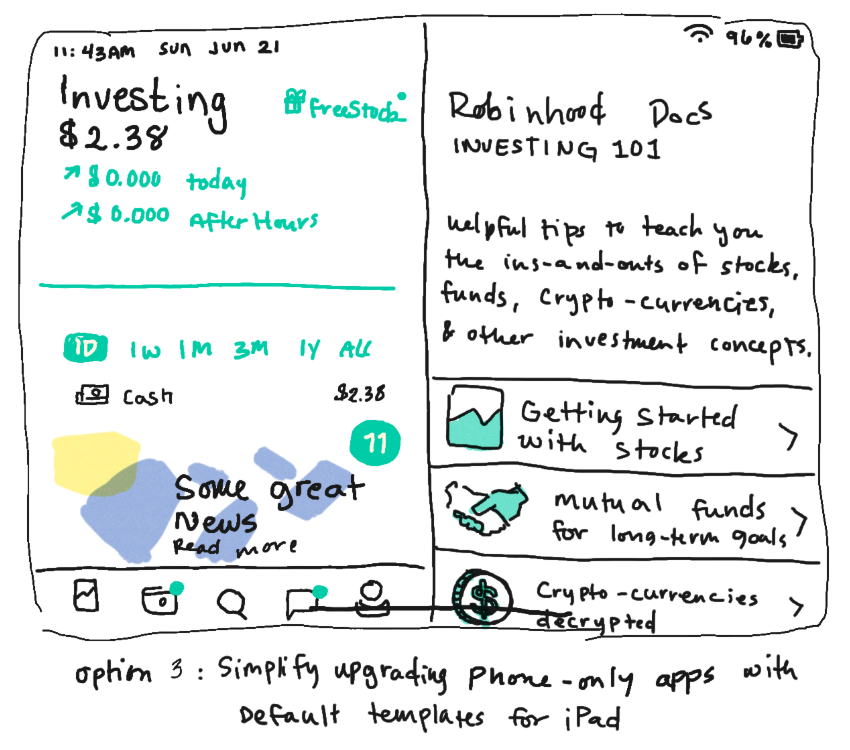 11:43AM Sun Jun 21
96%
Investing
$2.38
FreeStock
↗ $0.000 today
↗ $0.000 After Hours
1D 1W 1M 3M 1Y ALL
Cash $2.38
11
Some great
News
Read more
Robinhood Docs
INVESTING 101
helpful tips to teach you
the ins-and-outs of stocks,
funds, Crypto-currencies,
& other investment concepts.
Getting Started
with Stocks
Mutual funds
for long-term goals
$
Crypto-currencies
decrypted
option 3: Simplify upgrading Phone-only apps with
Default templates for iPad